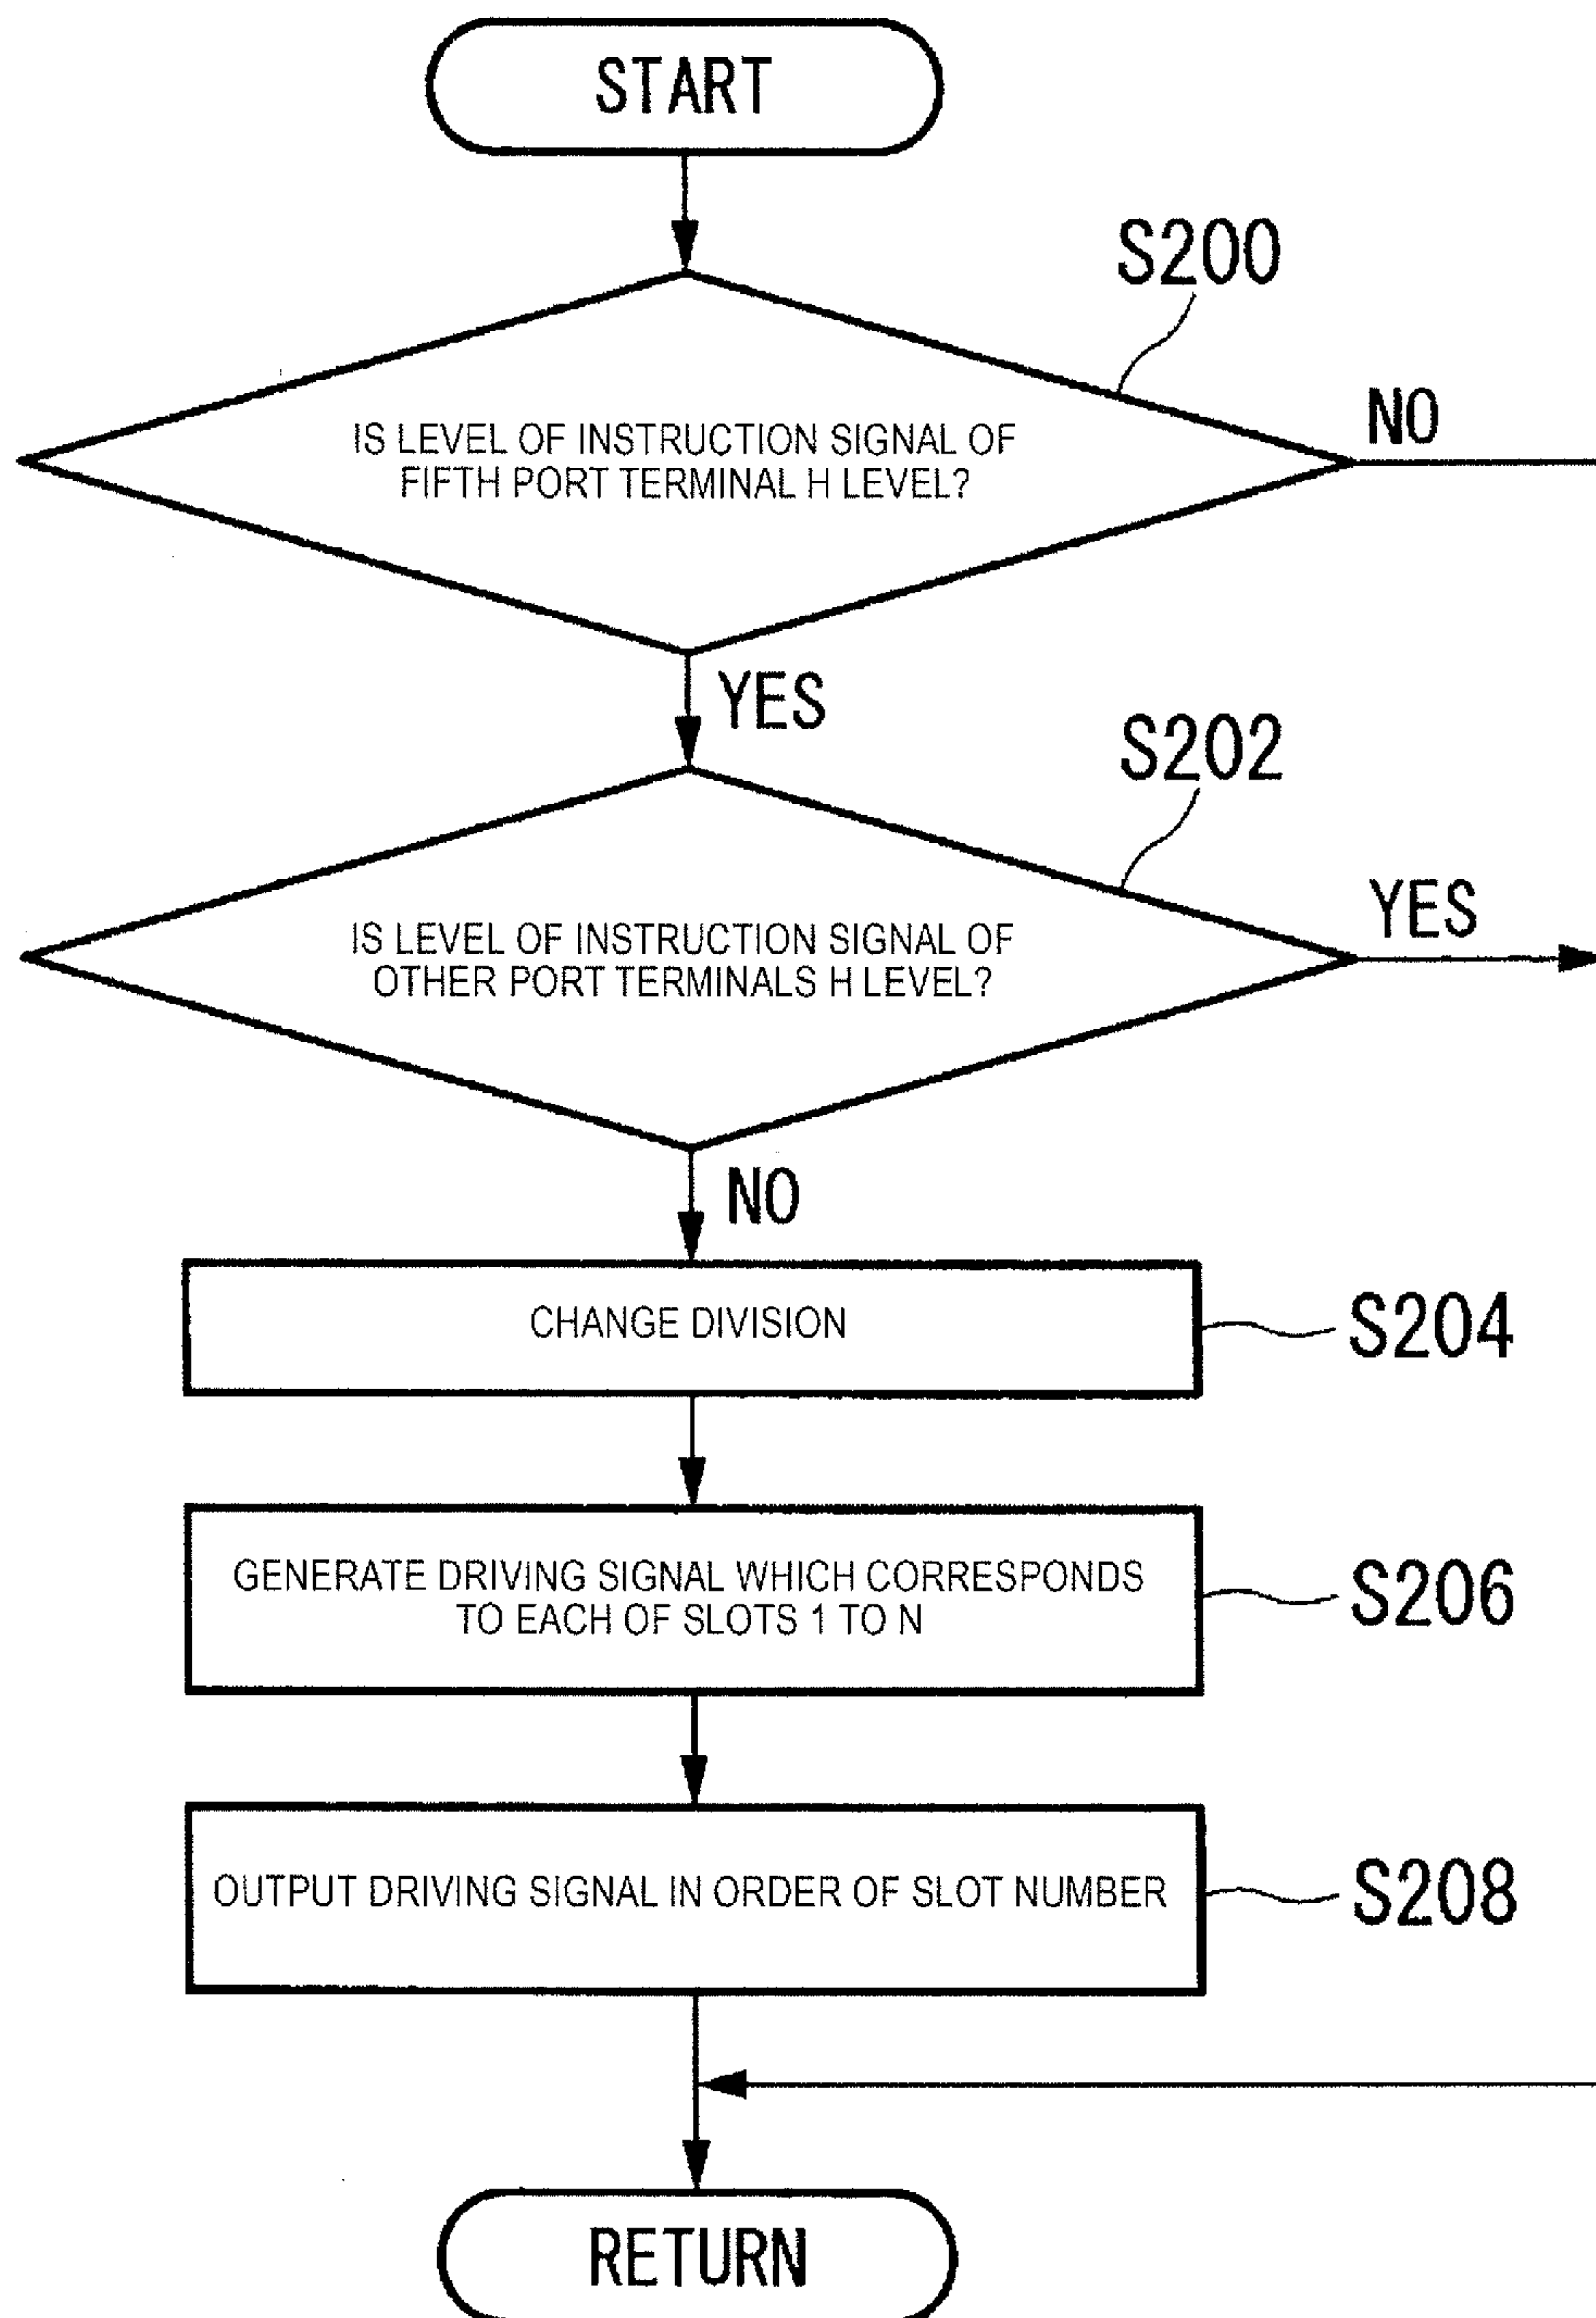 START
S200
IS LEVEL OF INSTRUCTION SIGNAL OF
FIFTH PORT TERMINAL H LEVEL?
NO
YES
S202
IS LEVEL OF INSTRUCTION SIGNAL OF
OTHER PORT TERMINALS H LEVEL?
YES
NO
CHANGE DIVISION
S204
GENERATE DRIVING SIGNAL WHICH CORRESPONDS
TO EACH OF SLOTS 1 TO N
S206
OUTPUT DRIVING SIGNAL IN ORDER OF SLOT NUMBER
S208
RETURN